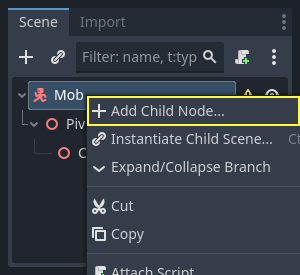 Scene
Import
Filter: name, t:typ
Mob
Add Child Node...
Piv
Instantiate Child Scene...
Expand/Collapse Branch
Cut
Copy
Attach Script